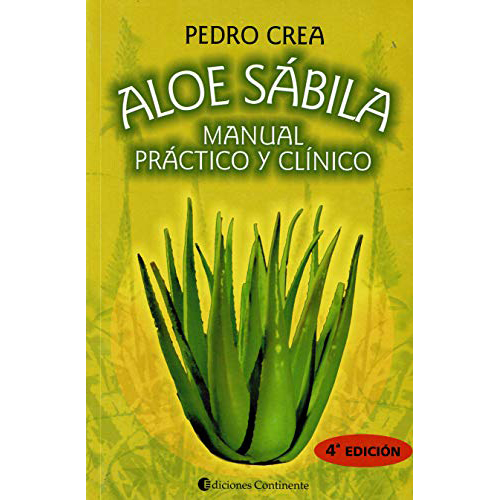 PEDRO CREA
ALOE SÁBILA
MANUAL
PRÁCTICO Y CLÍNICO
4ª EDICIÓN
Ediciones Continente